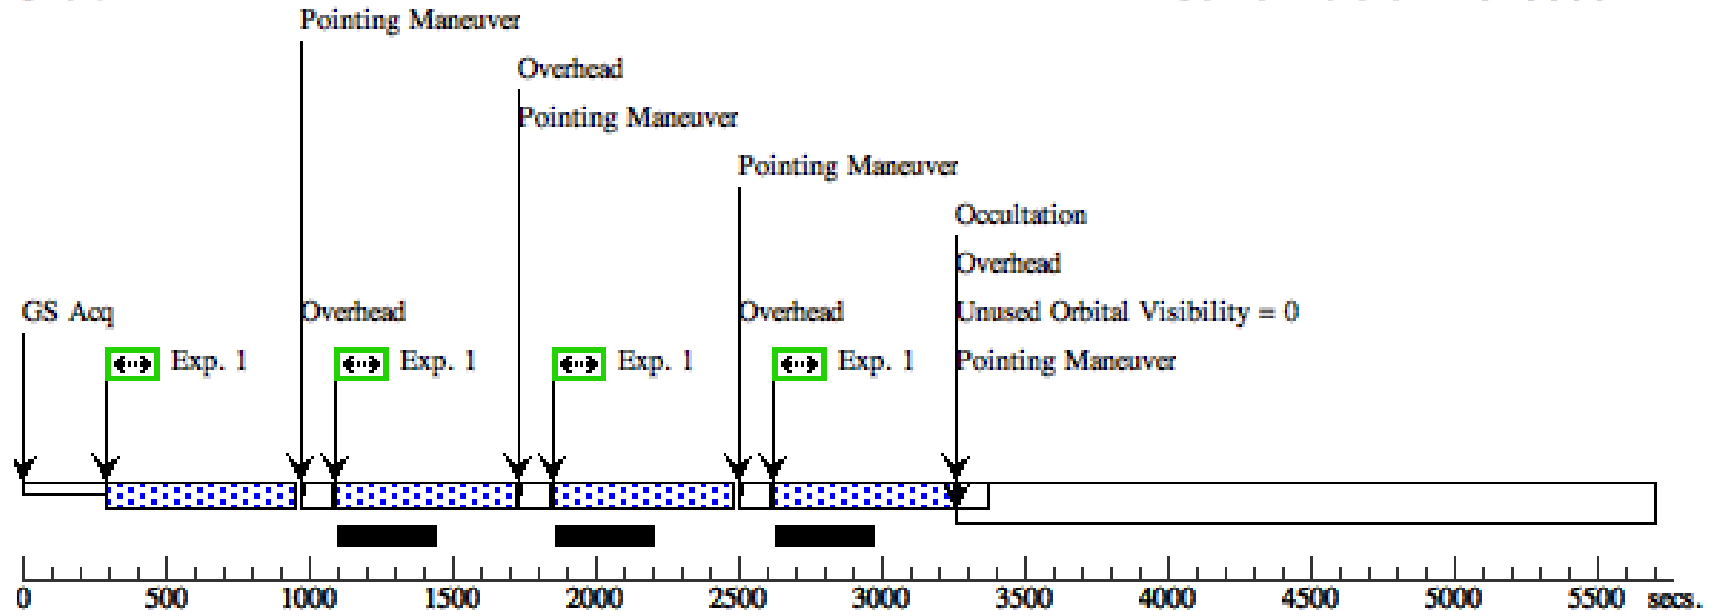 Pointing Maneuver
Overhead
Pointing Maneuver
Pointing Maneuver
Occultation
Overhead
GS Acq Overhead Overhead Unused Orbital Visibility = 0
Exp. 1 Exp. 1 Exp. 1 Exp. 1 Pointing Maneuver
0 500 1000 1500 2000 2500 3000 3500 4000 4500 5000 5500 secs.